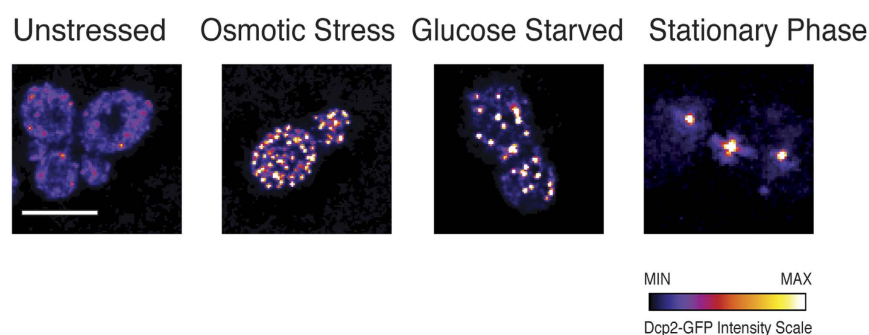 Unstressed
Osmotic Stress
Glucose Starved
Stationary Phase
MIN
MAX
Dcp2-GFP Intensity Scale